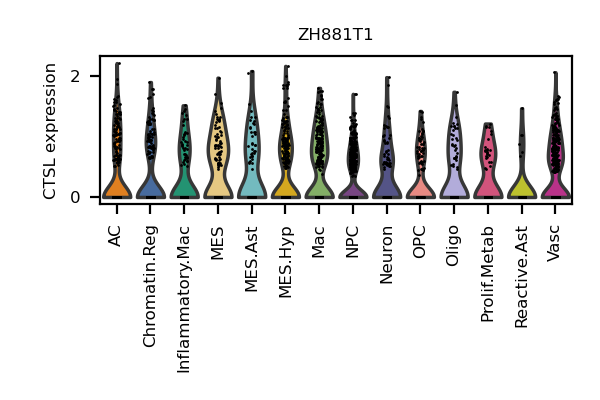 ZH881T1
CTSL expression
2
0
AC
Chromatin.Reg
Inflammatory.Mac
MES
MES.Ast
MES.Hyp
Mac
NPC
Neuron
OPC
Oligo
Prolif.Metab
Reactive.Ast
Vasc